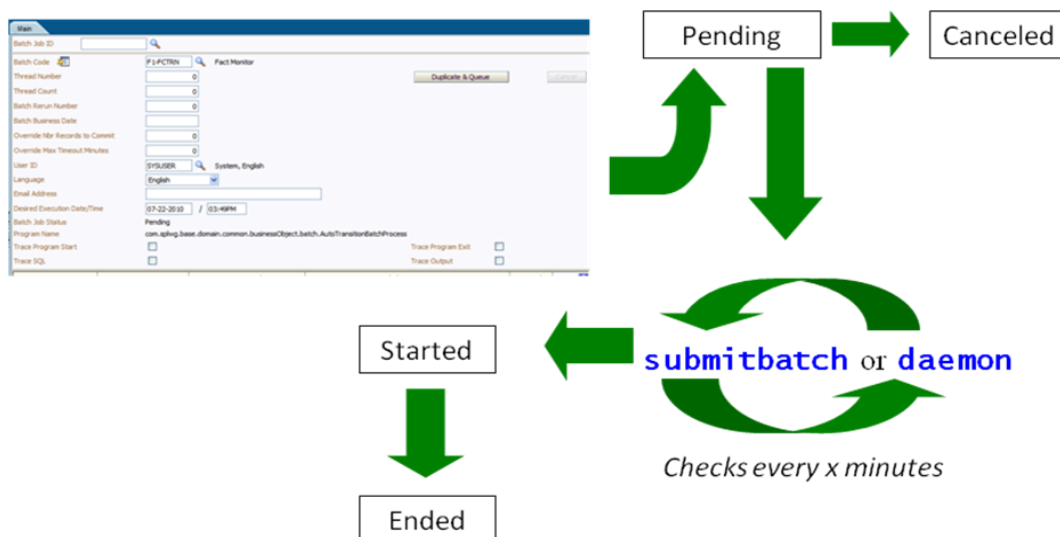 Main
Batch Job ID
Batch Code F1-FCTRN Fact Monitor
Thread Number 0 Duplicate & Queue Cancel
Thread Count 0
Batch Rerun Number 0
Batch Business Date
Override Nbr Records to Commit 0
Override Max Timeout Minutes 0
User ID SYSUSER System, English
Language English
Email Address
Desired Execution Date/Time 07-22-2010 / 03:49PM
Batch Job Status Pending
Program Name com.splwg.base.domain.common.businessObject.batch.AutoTransitionBatchProcess
Trace Program Start Trace Program Exit
Trace SQL Trace Output
Pending
Canceled
submitbatch or daemon
Checks every x minutes
Started
Ended